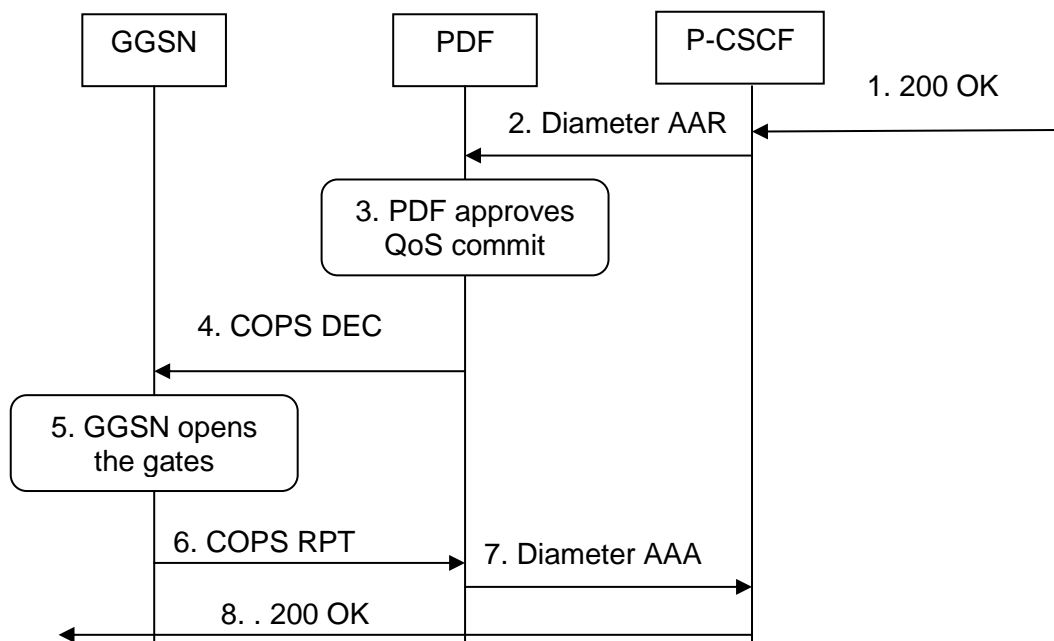 GGSN
PDF
P-CSCF
1. 200 OK
2. Diameter AAR
3. PDF approves
QoS commit
4. COPS DEC
5. GGSN opens
the gates
6. COPS RPT
7. Diameter AAA
8. . 200 OK